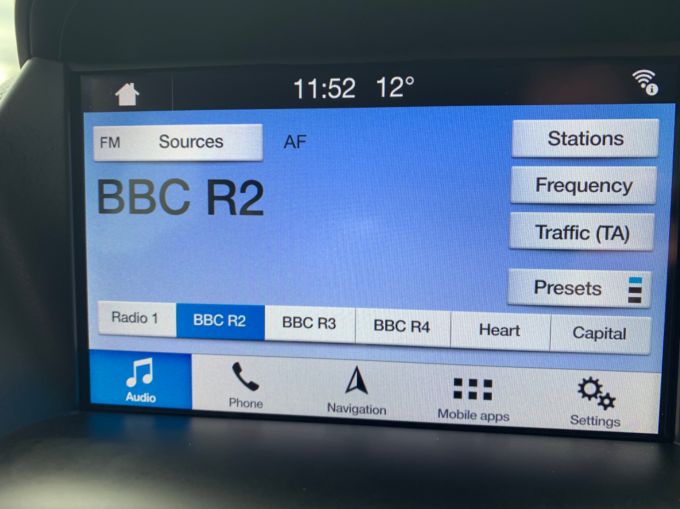 11:52 12°
FM Sources AF Stations
BBC R2
Frequency
Traffic (TA)
Presets
Radio 1 BBC R2 BBC R3 BBC R4 Heart Capital
Audio Phone Navigation Mobile apps Settings